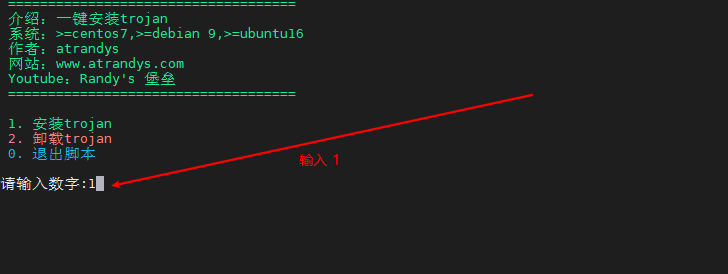 ====================================
介绍：一键安装trojan
系统：>=centos7,>=debian 9,>=ubuntu16
作者：atrandys
网站：www.atrandys.com
Youtube：Randy's 堡垒
====================================
1. 安装trojan
2. 卸载trojan
0. 退出脚本
输入 1
请输入数字:1